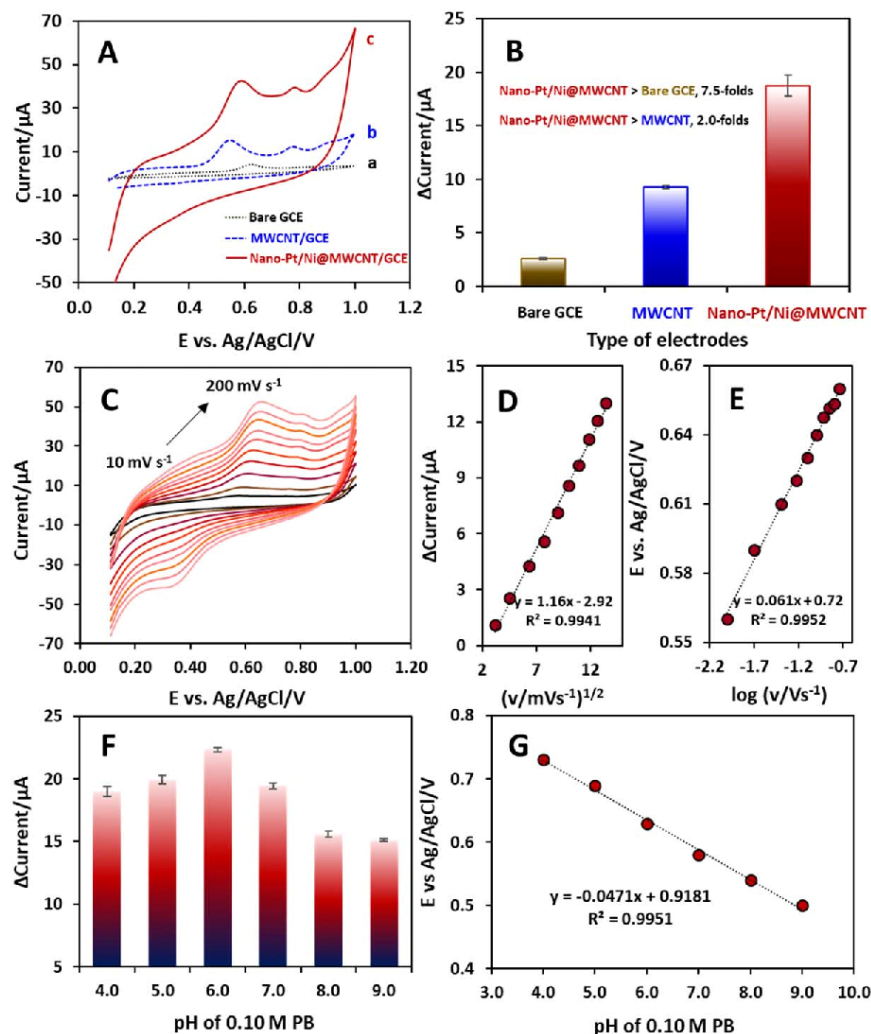 A
70
50
30
10
-10
-30
-50
Current/μA
c
b
a
Bare GCE
MWCNT/GCE
Nano-Pt/Ni@MWCNT/GCE
0.0 0.2 0.4 0.6 0.8 1.0 1.2
E vs. Ag/AgCl/V
B
25
20
15
10
5
0
ΔCurrent/μA
Nano-Pt/Ni@MWCNT > Bare GCE, 7.5-folds
Nano-Pt/Ni@MWCNT > MWCNT, 2.0-folds
Bare GCE MWCNT Nano-Pt/Ni@MWCNT
Type of electrodes
C
70
50
30
10
-10
-30
-50
-70
Current/μA
200 mV s⁻¹
10 mV s⁻¹
0.00 0.20 0.40 0.60 0.80 1.00 1.20
E vs. Ag/AgCl/V
D
15
12
9
6
3
0
ΔCurrent/μA
y = 1.16x - 2.92
R² = 0.9941
2 7 12
(v/mVs⁻¹)¹/²
E
0.67
0.64
0.61
0.58
0.55
E vs. Ag/AgCl/V
y = 0.061x + 0.72
R² = 0.9952
-2.2 -1.7 -1.2 -0.7
log (v/Vs⁻¹)
F
25
20
15
10
5
ΔCurrent/μA
4.0 5.0 6.0 7.0 8.0 9.0
pH of 0.10 M PB
G
0.8
0.7
0.6
0.5
0.4
E vs Ag/AgCl/V
y = -0.0471x + 0.9181
R² = 0.9951
3.0 4.0 5.0 6.0 7.0 8.0 9.0 10.0
pH of 0.10 M PB